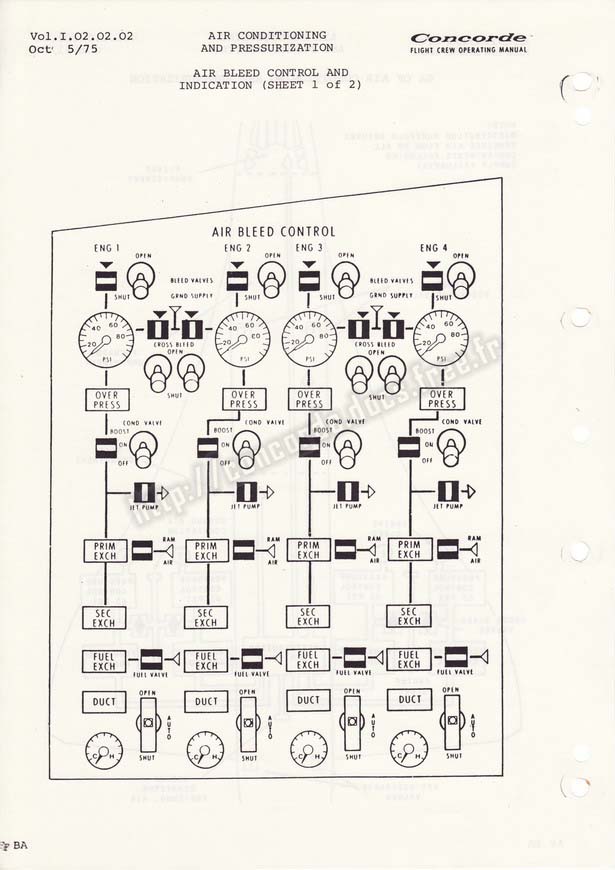 Vol.I.02.02.02 AIR CONDITIONING Concorde
Oct 5/75 AND PRESSURIZATION FLIGHT CREW OPERATING MANUAL
AIR BLEED CONTROL AND
INDICATION (SHEET 1 of 2)
AIR BLEED CONTROL
ENG 1 ENG 2 ENG 3 ENG 4
OPEN OPEN OPEN OPEN
BLEED VALVES BLEED VALVES
SHUT GRND SUPPLY SHUT SHUT GRND SUPPLY SHUT
20 40 60 80 PSI 20 40 60 80 PSI 20 40 60 80 PSI 20 40 60 80 PSI
CROSS BLEED CROSS BLEED
OPEN OPEN
SHUT SHUT
OVER OVER OVER OVER
PRESS PRESS PRESS PRESS
COND VALVE COND VALVE COND VALVE COND VALVE
BOOST BOOST BOOST BOOST
ON ON ON ON
OFF OFF OFF OFF
JET PUMP JET PUMP JET PUMP JET PUMP
PRIM RAM PRIM RAM PRIM RAM PRIM RAM
EXCH AIR EXCH AIR EXCH AIR EXCH AIR
SEC SEC SEC SEC
EXCH EXCH EXCH EXCH
FUEL FUEL FUEL FUEL
EXCH EXCH EXCH EXCH
FUEL VALVE FUEL VALVE FUEL VALVE FUEL VALVE
OPEN OPEN OPEN OPEN
DUCT DUCT DUCT DUCT
AUTO AUTO AUTO AUTO
C H C H C H C H
SHUT SHUT SHUT SHUT
BA
http://concorde.docs.free.fr